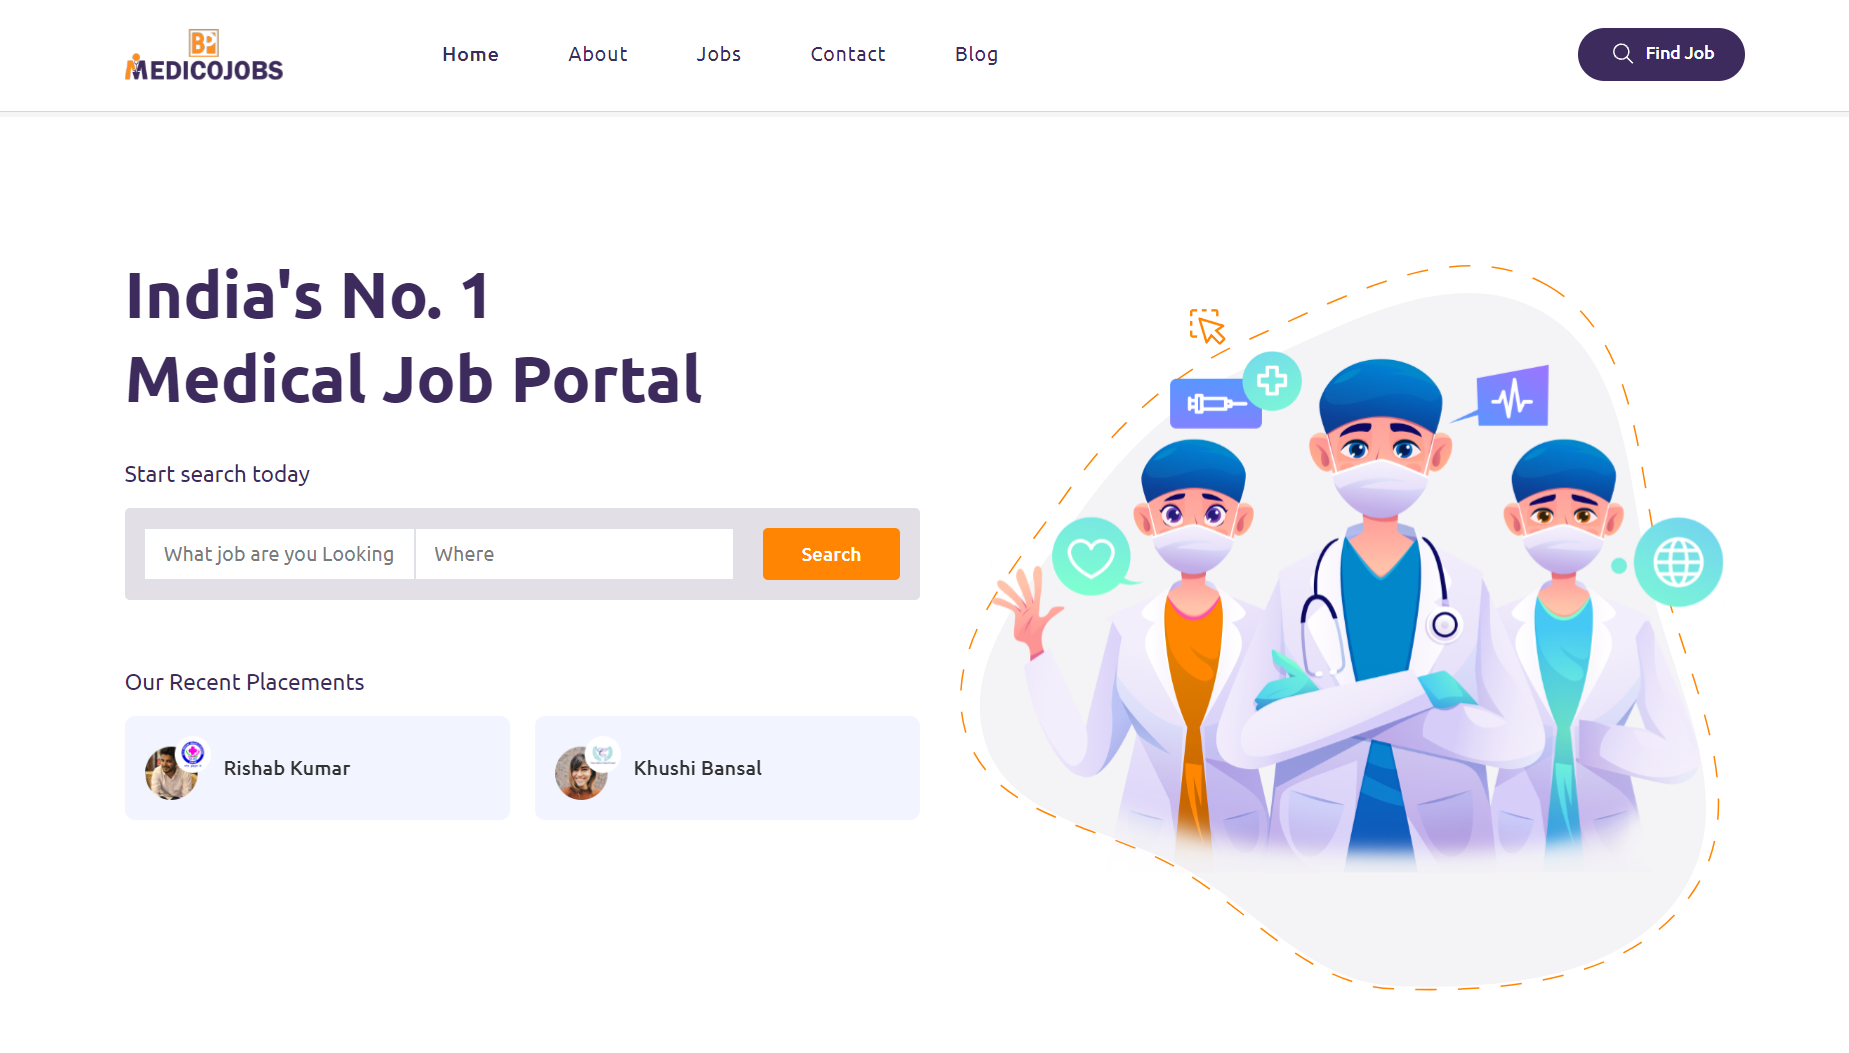 BP
MEDICOJOBS
Home
About
Jobs
Contact
Blog
Find Job
India's No. 1
Medical Job Portal
Start search today
What job are you Looking
Where
Search
Our Recent Placements
Rishab Kumar
Khushi Bansal